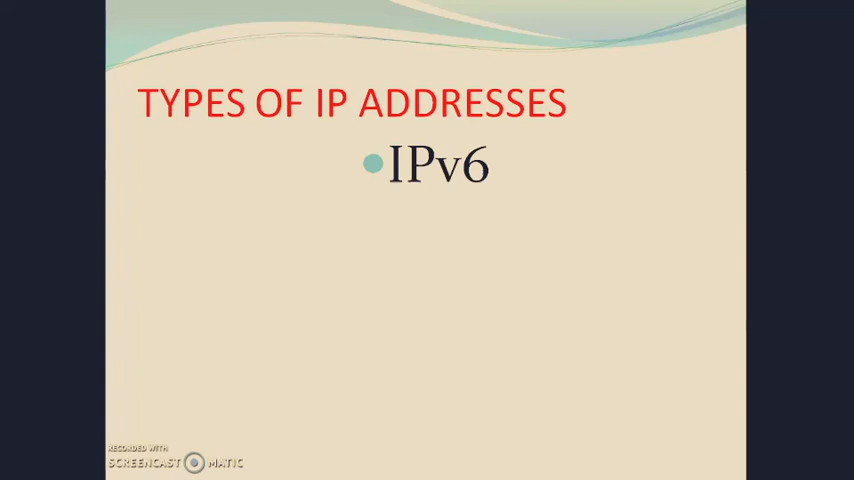 TYPES OF IP ADDRESSES
IPv6
RECORDED WITH
SCREENCAST MATIC